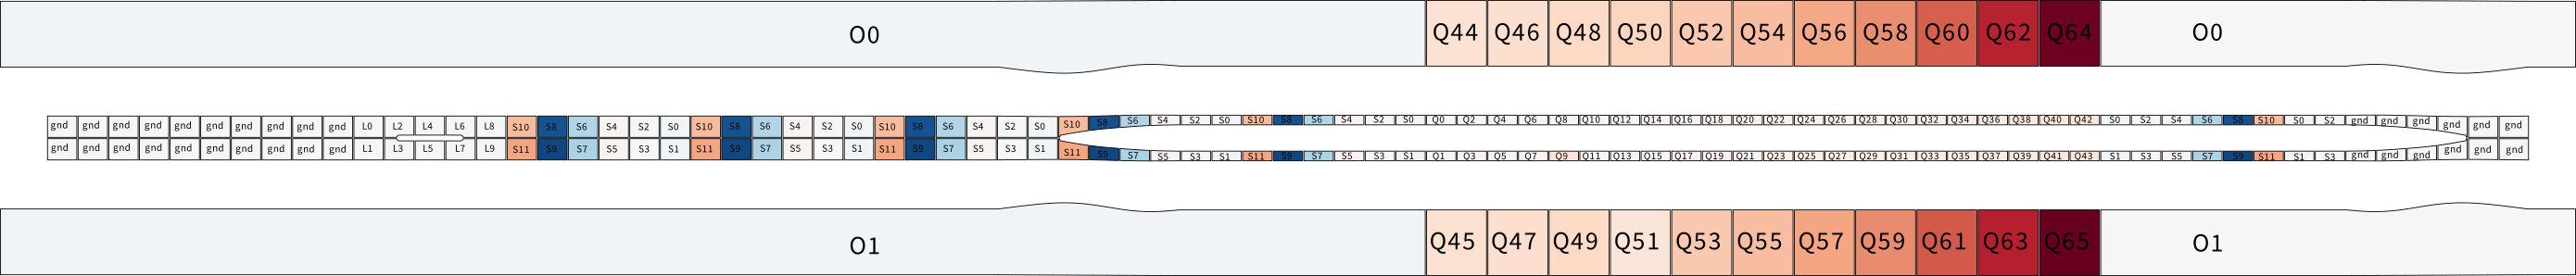 O0 Q44 Q46 Q48 Q50 Q52 Q54 Q56 Q58 Q60 Q62 Q64 O0
gnd gnd gnd gnd gnd gnd gnd gnd gnd gnd L0 L2 L4 L6 L8 S10 S8 S6 S4 S2 S0 S10 S8 S6 S4 S2 S0 S10 S8 S6 S4 S2 S0 S10 S8 S6 S4 S2 S0 S10 S8 S6 S4 S2 S0 Q0 Q2 Q4 Q6 Q8 Q10 Q12 Q14 Q16 Q18 Q20 Q22 Q24 Q26 Q28 Q30 Q32 Q34 Q36 Q38 Q40 Q42 S0 S2 S4 S6 S8 S10 S0 S2 gnd gnd gnd gnd gnd gnd
gnd gnd gnd gnd gnd gnd gnd gnd gnd gnd L1 L3 L5 L7 L9 S11 S9 S7 S5 S3 S1 S11 S9 S7 S5 S3 S1 S11 S9 S7 S5 S3 S1 S11 S9 S7 S5 S3 S1 S11 S9 S7 S5 S3 S1 Q1 Q3 Q5 Q7 Q9 Q11 Q13 Q15 Q17 Q19 Q21 Q23 Q25 Q27 Q29 Q31 Q33 Q35 Q37 Q39 Q41 Q43 S1 S3 S5 S7 S9 S11 S1 S3 gnd gnd gnd gnd gnd gnd
O1 Q45 Q47 Q49 Q51 Q53 Q55 Q57 Q59 Q61 Q63 Q65 O1